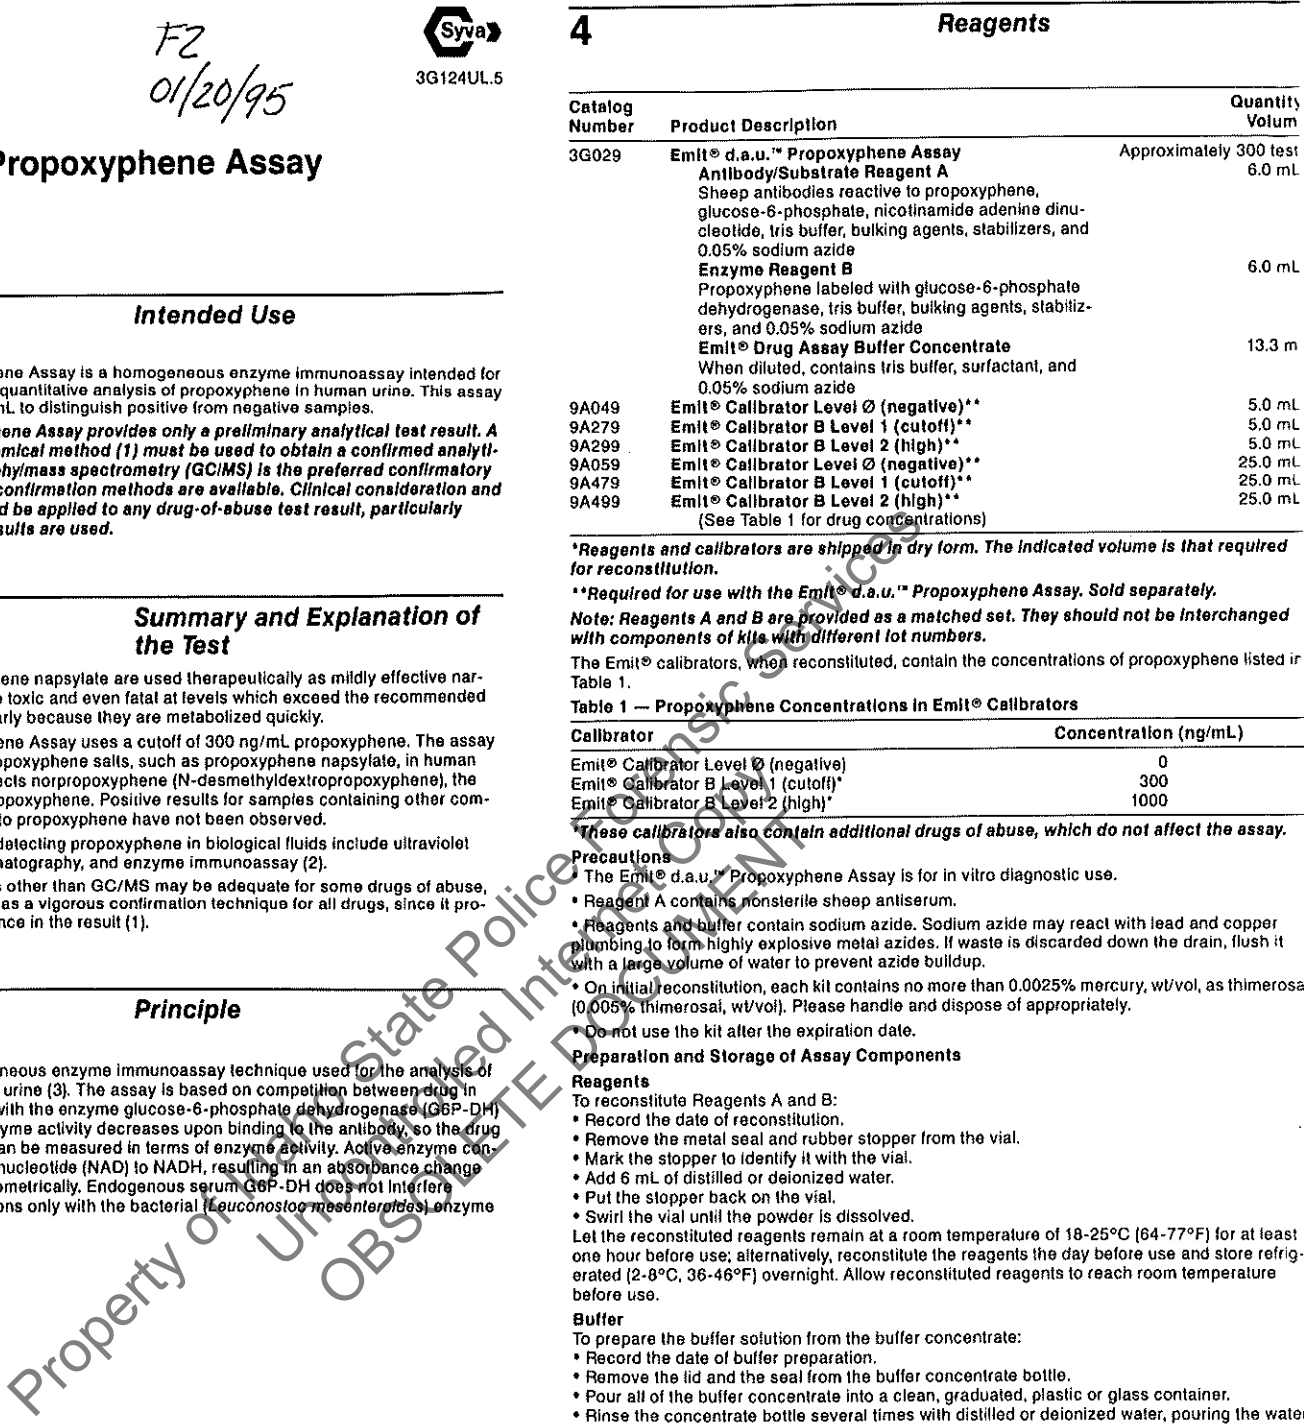 F2
01/20/95
Syva
3G124UL.5
Propoxyphene Assay
Intended Use
ene Assay is a homogeneous enzyme immunoassay intended for
quantitative analysis of propoxyphene in human urine. This assay
mL to distinguish positive from negative samples.
ene Assay provides only a preliminary analytical test result. A
emical method (1) must be used to obtain a confirmed analyti-
phy/mass spectrometry (GC/MS) is the preferred confirmatory
confirmation methods are available. Clinical consideration and
ld be applied to any drug-of-abuse test result, particularly
sults are used.
Summary and Explanation of
the Test
ene napsylate are used therapeutically as mildly effective nar-
e toxic and even fatal at levels which exceed the recommended
arly because they are metabolized quickly.
ene Assay uses a cutoff of 300 ng/mL propoxyphene. The assay
opoxyphene salts, such as propoxyphene napsylate, in human
ects norpropoxyphene (N-desmethyldextropropoxyphene), the
opoxyphene. Positive results for samples containing other com-
to propoxyphene have not been observed.
detecting propoxyphene in biological fluids include ultraviolet
matography, and enzyme immunoassay (2).
s other than GC/MS may be adequate for some drugs of abuse,
as a vigorous confirmation technique for all drugs, since it pro-
nce in the result (1).
Principle
neous enzyme immunoassay technique used for the analysis of
urine (3). The assay is based on competition between drug in
with the enzyme glucose-6-phosphate dehydrogenase (G6P-DH)
yme activity decreases upon binding to the antibody, so the drug
an be measured in terms of enzyme activity. Active enzyme con-
nucleotide (NAD) to NADH, resulting in an absorbance change
ometrically. Endogenous serum G6P-DH does not interfere
ons only with the bacterial (Leuconostoc mesenteroides) enzyme
4 Reagents
Catalog Quantity
Number Product Description Volum
3G029 Emit® d.a.u.™ Propoxyphene Assay Approximately 300 test
Antibody/Substrate Reagent A 6.0 mL
Sheep antibodies reactive to propoxyphene,
glucose-6-phosphate, nicotinamide adenine dinu-
cleotide, tris buffer, bulking agents, stabilizers, and
0.05% sodium azide
Enzyme Reagent B 6.0 mL
Propoxyphene labeled with glucose-6-phosphate
dehydrogenase, tris buffer, bulking agents, stabiliz-
ers, and 0.05% sodium azide
Emit® Drug Assay Buffer Concentrate 13.3 m
When diluted, contains tris buffer, surfactant, and
0.05% sodium azide
9A049 Emit® Calibrator Level Ø (negative)** 5.0 mL
9A279 Emit® Calibrator B Level 1 (cutoff)** 5.0 mL
9A299 Emit® Calibrator B Level 2 (high)** 5.0 mL
9A059 Emit® Calibrator Level Ø (negative)** 25.0 mL
9A479 Emit® Calibrator B Level 1 (cutoff)** 25.0 mL
9A499 Emit® Calibrator B Level 2 (high)** 25.0 mL
(See Table 1 for drug concentrations)
*Reagents and calibrators are shipped in dry form. The indicated volume is that required
for reconstitution.
**Required for use with the Emit® d.a.u.™ Propoxyphene Assay. Sold separately.
Note: Reagents A and B are provided as a matched set. They should not be interchanged
with components of kits with different lot numbers.
The Emit® calibrators, when reconstituted, contain the concentrations of propoxyphene listed in
Table 1.
Table 1 — Propoxyphene Concentrations in Emit® Calibrators
Calibrator Concentration (ng/mL)
Emit® Calibrator Level Ø (negative) 0
Emit® Calibrator B Level 1 (cutoff)* 300
Emit® Calibrator B Level 2 (high)* 1000
*These calibrators also contain additional drugs of abuse, which do not affect the assay.
Precautions
• The Emit® d.a.u.™ Propoxyphene Assay is for in vitro diagnostic use.
• Reagent A contains nonsterile sheep antiserum.
• Reagents and buffer contain sodium azide. Sodium azide may react with lead and copper
plumbing to form highly explosive metal azides. If waste is discarded down the drain, flush it
with a large volume of water to prevent azide buildup.
• On initial reconstitution, each kit contains no more than 0.0025% mercury, wt/vol, as thimerosa
(0.005% thimerosal, wt/vol). Please handle and dispose of appropriately.
• Do not use the kit after the expiration date.
Preparation and Storage of Assay Components
Reagents
To reconstitute Reagents A and B:
• Record the date of reconstitution.
• Remove the metal seal and rubber stopper from the vial.
• Mark the stopper to identify it with the vial.
• Add 6 mL of distilled or deionized water.
• Put the stopper back on the vial.
• Swirl the vial until the powder is dissolved.
Let the reconstituted reagents remain at a room temperature of 18-25°C (64-77°F) for at least
one hour before use; alternatively, reconstitute the reagents the day before use and store refrig-
erated (2-8°C, 36-46°F) overnight. Allow reconstituted reagents to reach room temperature
before use.
Buffer
To prepare the buffer solution from the buffer concentrate:
• Record the date of buffer preparation.
• Remove the lid and the seal from the buffer concentrate bottle.
• Pour all of the buffer concentrate into a clean, graduated, plastic or glass container.
• Rinse the concentrate bottle several times with distilled or deionized water, pouring the water
Property of Idaho State Police Forensic Services
Uncontrolled Internet Copy
OBSOLETE DOCUMENT